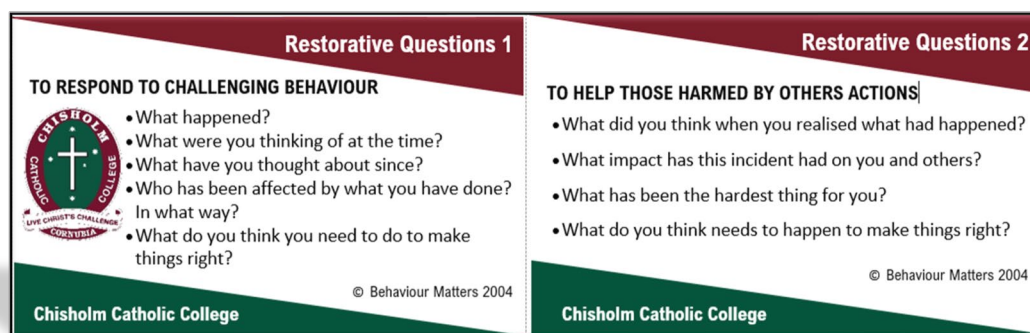 Restorative Questions 1
TO RESPOND TO CHALLENGING BEHAVIOUR
CHISHOLM
CATHOLIC
COLLEGE
LIVE CHRIST'S CHALLENGE
CORNUBIA
•What happened?
•What were you thinking of at the time?
•What have you thought about since?
•Who has been affected by what you have done?
In what way?
•What do you think you need to do to make
things right?
© Behaviour Matters 2004
Chisholm Catholic College
Restorative Questions 2
TO HELP THOSE HARMED BY OTHERS ACTIONS
•What did you think when you realised what had happened?
•What impact has this incident had on you and others?
•What has been the hardest thing for you?
•What do you think needs to happen to make things right?
© Behaviour Matters 2004
Chisholm Catholic College